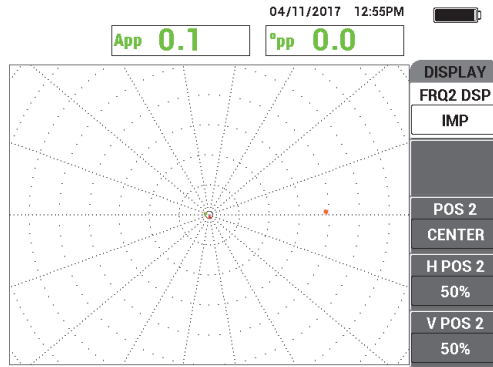 04/11/2017 12:55PM
App 0.1 °pp 0.0
DISPLAY
FRQ2 DSP
IMP
POS 2
CENTER
H POS 2
50%
V POS 2
50%